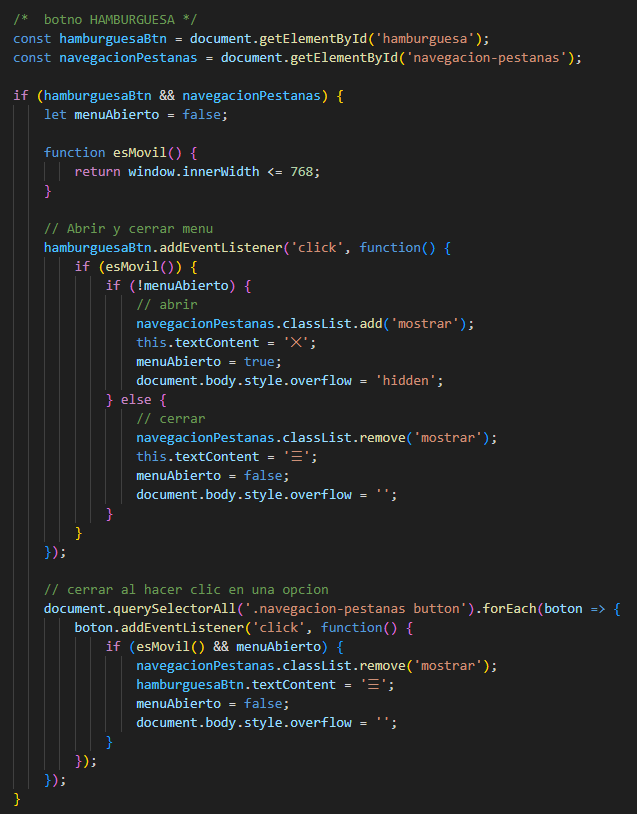 /*  botno HAMBURGUESA */
const hamburguesaBtn = document.getElementById('hamburguesa');
const navegacionPestanas = document.getElementById('navegacion-pestanas');

if (hamburguesaBtn && navegacionPestanas) {
    let menuAbierto = false;

    function esMovil() {
        return window.innerWidth <= 768;
    }

    // Abrir y cerrar menu
    hamburguesaBtn.addEventListener('click', function() {
        if (esMovil()) {
            if (!menuAbierto) {
                // abrir
                navegacionPestanas.classList.add('mostrar');
                this.textContent = '✕';
                menuAbierto = true;
                document.body.style.overflow = 'hidden';
            } else {
                // cerrar
                navegacionPestanas.classList.remove('mostrar');
                this.textContent = '☰';
                menuAbierto = false;
                document.body.style.overflow = '';
            }
        }
    });

    // cerrar al hacer clic en una opcion
    document.querySelectorAll('.navegacion-pestanas button').forEach(boton => {
        boton.addEventListener('click', function() {
            if (esMovil() && menuAbierto) {
                navegacionPestanas.classList.remove('mostrar');
                hamburguesaBtn.textContent = '☰';
                menuAbierto = false;
                document.body.style.overflow = '';
            }
        });
    });
}